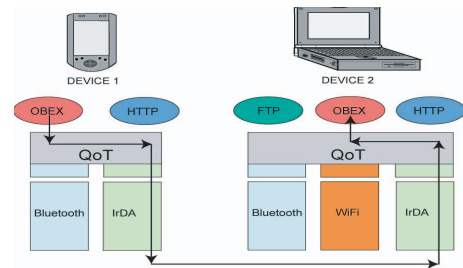 DEVICE 1
DEVICE 2
OBEX
HTTP
FTP
OBEX
HTTP
QoT
QoT
Bluetooth
IrDA
Bluetooth
WiFi
IrDA